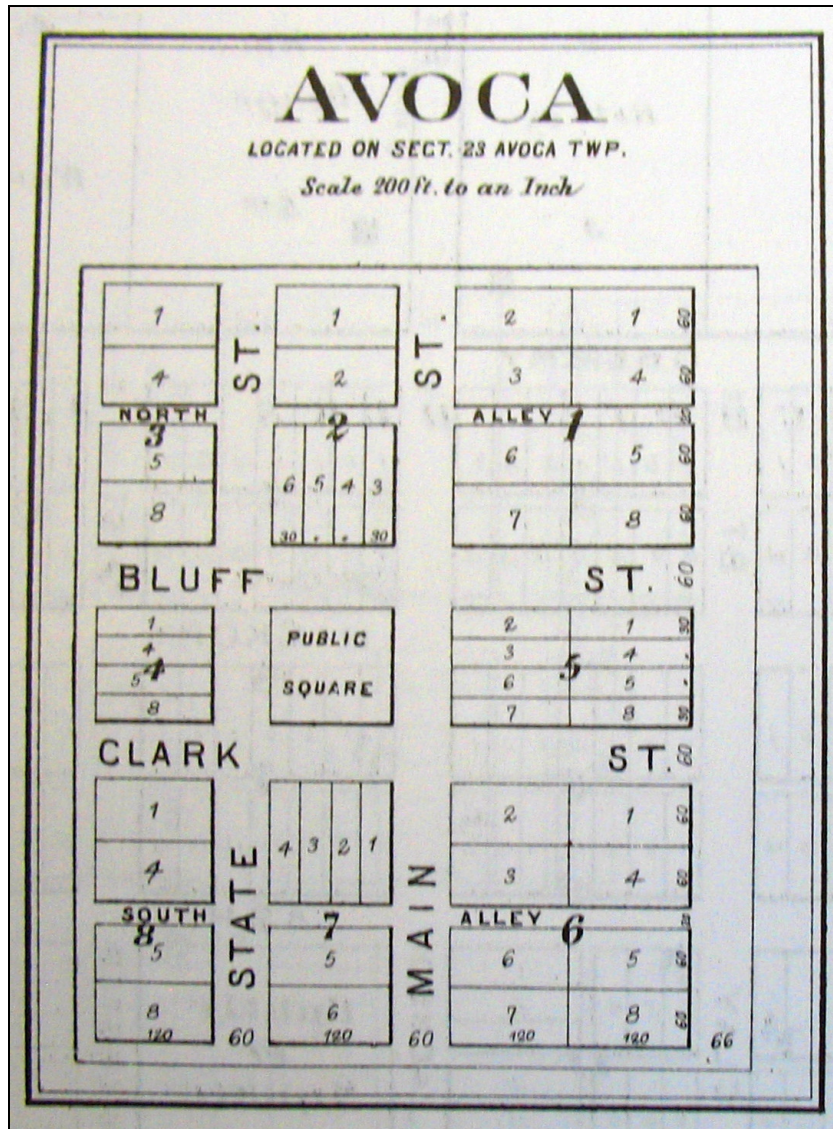 AVOCA
LOCATED ON SECT. 23 AVOCA TWP.
Scale 200 ft. to an Inch
1 1 2 1 60
ST. ST.
4 2 3 4 60
NORTH ALLEY 20
3 2 1
5 6 5 4 3 6 5 60
8 7 8 60
30 30
BLUFF ST. 60
1 2 1 30
4 3 4
PUBLIC
4 5
5 6 5
SQUARE
8 7 8 30
CLARK ST. 60
1 2 1 60
4 3 2 1
4 3 4 60
STATE MAIN
SOUTH ALLEY 20
8 7 6
5 5 6 5 60
8 6 7 8 60
120 60 120 60 120 120 66